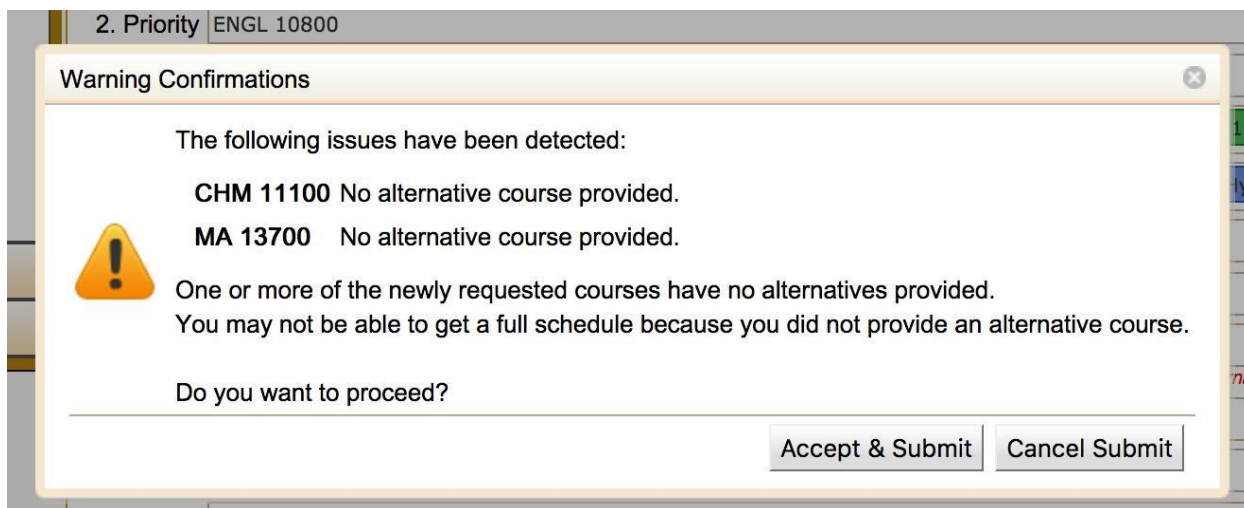 2. Priority ENGL 10800
Warning Confirmations
The following issues have been detected:
CHM 11100 No alternative course provided.
MA 13700 No alternative course provided.
One or more of the newly requested courses have no alternatives provided.
You may not be able to get a full schedule because you did not provide an alternative course.
Do you want to proceed?
Accept & Submit Cancel Submit